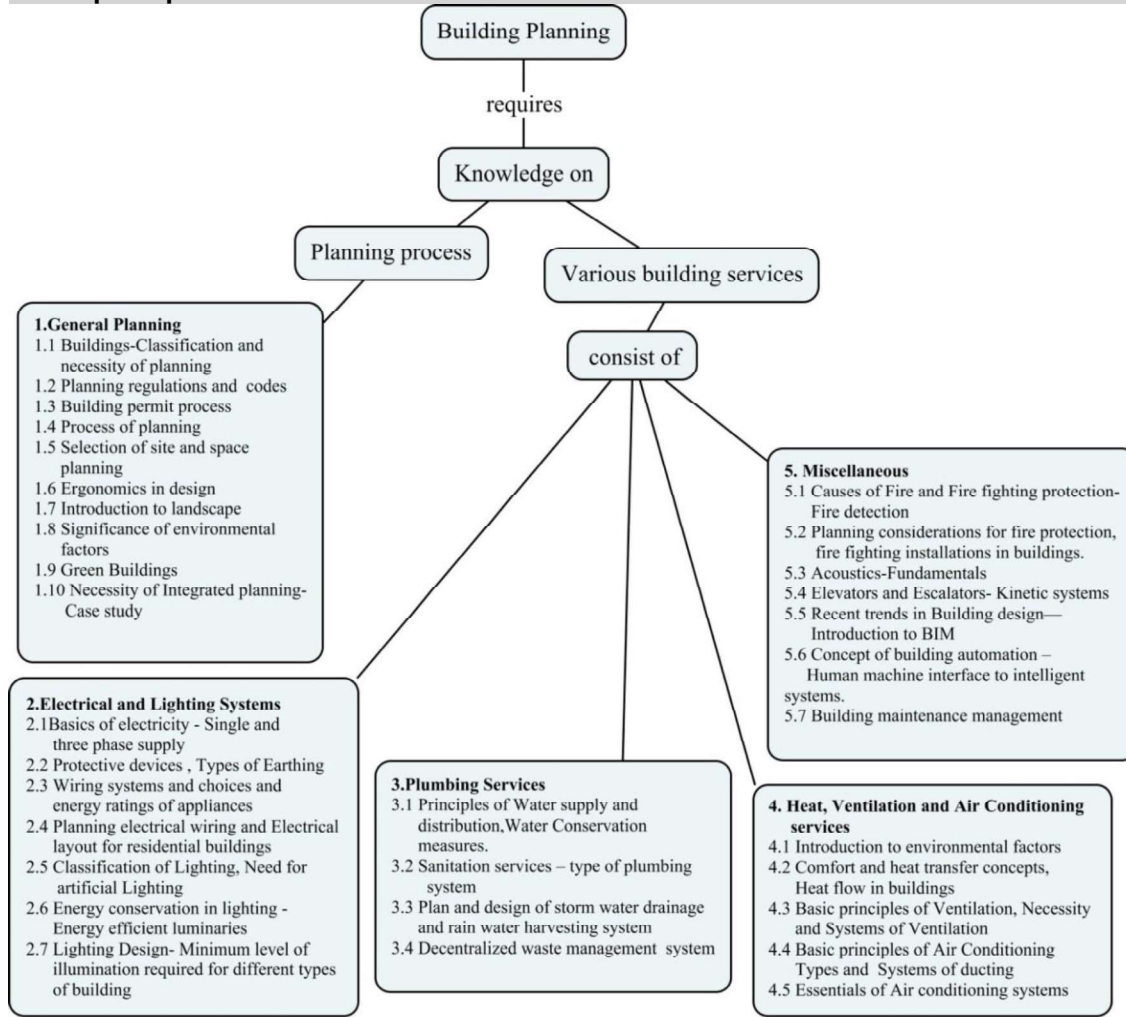 Building Planning
requires
Knowledge on
Planning process
Various building services
consist of
1.General Planning
1.1 Buildings-Classification and
necessity of planning
1.2 Planning regulations and codes
1.3 Building permit process
1.4 Process of planning
1.5 Selection of site and space
planning
1.6 Ergonomics in design
1.7 Introduction to landscape
1.8 Significance of environmental
factors
1.9 Green Buildings
1.10 Necessity of Integrated planning-
Case study
2.Electrical and Lighting Systems
2.1Basics of electricity - Single and
three phase supply
2.2 Protective devices , Types of Earthing
2.3 Wiring systems and choices and
energy ratings of appliances
2.4 Planning electrical wiring and Electrical
layout for residential buildings
2.5 Classification of Lighting, Need for
artificial Lighting
2.6 Energy conservation in lighting -
Energy efficient luminaries
2.7 Lighting Design- Minimum level of
illumination required for different types
of building
3.Plumbing Services
3.1 Principles of Water supply and
distribution,Water Conservation
measures.
3.2 Sanitation services – type of plumbing
system
3.3 Plan and design of storm water drainage
and rain water harvesting system
3.4 Decentralized waste management system
4. Heat, Ventilation and Air Conditioning
services
4.1 Introduction to environmental factors
4.2 Comfort and heat transfer concepts,
Heat flow in buildings
4.3 Basic principles of Ventilation, Necessity
and Systems of Ventilation
4.4 Basic principles of Air Conditioning
Types and Systems of ducting
4.5 Essentials of Air conditioning systems
5. Miscellaneous
5.1 Causes of Fire and Fire fighting protection-
Fire detection
5.2 Planning considerations for fire protection,
fire fighting installations in buildings.
5.3 Acoustics-Fundamentals
5.4 Elevators and Escalators- Kinetic systems
5.5 Recent trends in Building design—
Introduction to BIM
5.6 Concept of building automation –
Human machine interface to intelligent
systems.
5.7 Building maintenance management